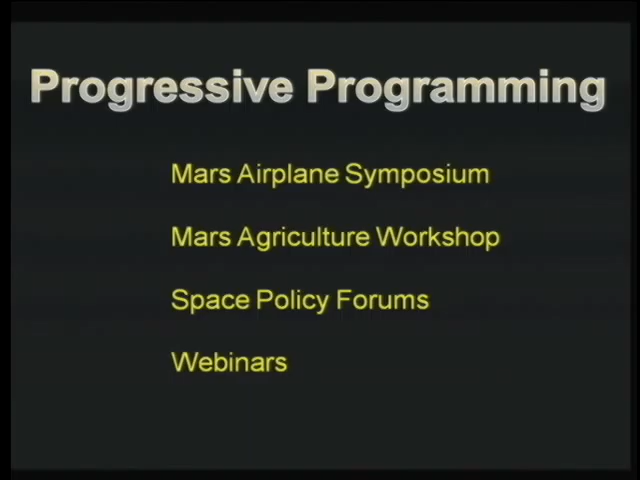 Progressive Programming
Mars Airplane Symposium
Mars Agriculture Workshop
Space Policy Forums
Webinars